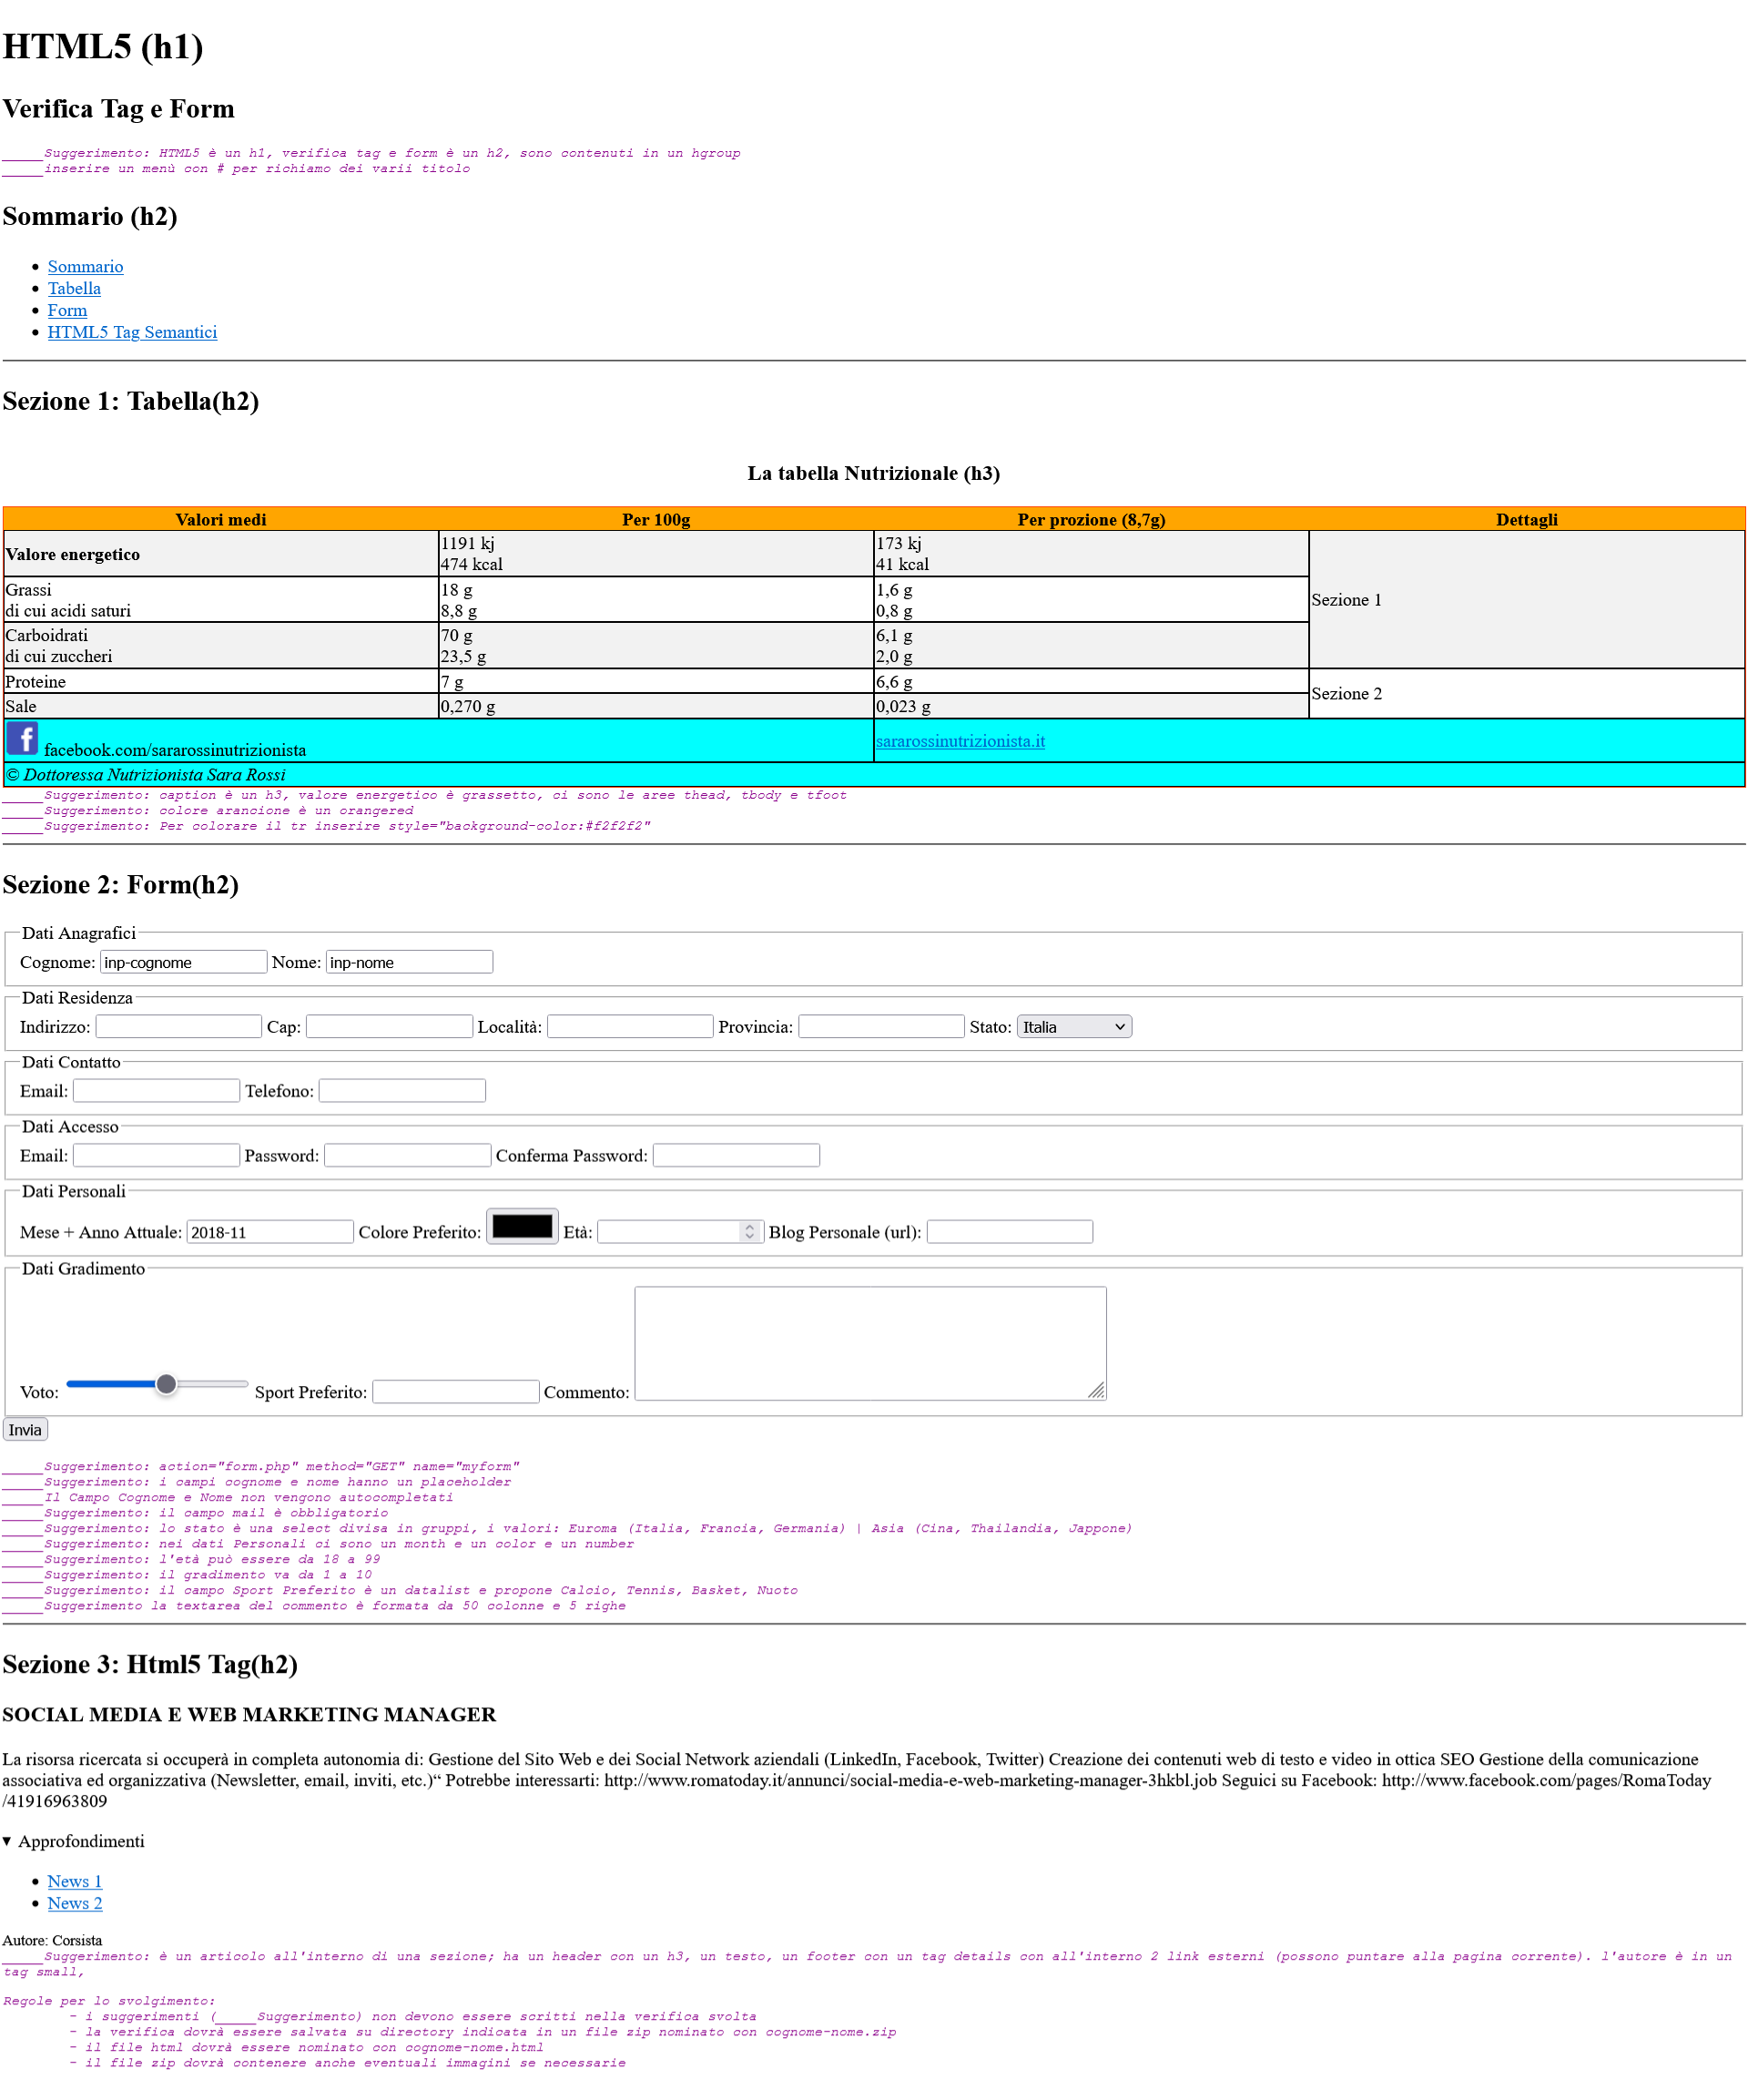 HTML5 (h1)
Verifica Tag e Form
_____Suggerimento: HTML5 è un h1, verifica tag e form è un h2, sono contenuti in un hgroup
_____inserire un menù con # per richiamo dei varii titolo
Sommario (h2)
Sommario
Tabella
Form
HTML5 Tag Semantici
Sezione 1: Tabella(h2)
La tabella Nutrizionale (h3)
Valori medi Per 100g Per prozione (8,7g) Dettagli
Valore energetico 1191 kj 173 kj
474 kcal 41 kcal
Sezione 1
Grassi 18 g 1,6 g
di cui acidi saturi 8,8 g 0,8 g
Carboidrati 70 g 6,1 g
di cui zuccheri 23,5 g 2,0 g
Proteine 7 g 6,6 g
Sezione 2
Sale 0,270 g 0,023 g
f facebook.com/sararossinutrizionista sararossinutrizionista.it
© Dottoressa Nutrizionista Sara Rossi
_____Suggerimento: caption è un h3, valore energetico è grassetto, ci sono le aree thead, tbody e tfoot
_____Suggerimento: colore arancione è un orangered
_____Suggerimento: Per colorare il tr inserire style="background-color:#f2f2f2"
Sezione 2: Form(h2)
Dati Anagrafici
Cognome: inp-cognome Nome: inp-nome
Dati Residenza
Indirizzo: Cap: Località: Provincia: Stato: Italia
Dati Contatto
Email: Telefono:
Dati Accesso
Email: Password: Conferma Password:
Dati Personali
Mese + Anno Attuale: 2018-11 Colore Preferito: Età: Blog Personale (url):
Dati Gradimento
Voto: Sport Preferito: Commento:
Invia
_____Suggerimento: action="form.php" method="GET" name="myform"
_____Suggerimento: i campi cognome e nome hanno un placeholder
_____Il Campo Cognome e Nome non vengono autocompletati
_____Suggerimento: il campo mail è obbligatorio
_____Suggerimento: lo stato è una select divisa in gruppi, i valori: Euroma (Italia, Francia, Germania) | Asia (Cina, Thailandia, Jappone)
_____Suggerimento: nei dati Personali ci sono un month e un color e un number
_____Suggerimento: l'età può essere da 18 a 99
_____Suggerimento: il gradimento va da 1 a 10
_____Suggerimento: il campo Sport Preferito è un datalist e propone Calcio, Tennis, Basket, Nuoto
_____Suggerimento la textarea del commento è formata da 50 colonne e 5 righe
Sezione 3: Html5 Tag(h2)
SOCIAL MEDIA E WEB MARKETING MANAGER
La risorsa ricercata si occuperà in completa autonomia di: Gestione del Sito Web e dei Social Network aziendali (LinkedIn, Facebook, Twitter) Creazione dei contenuti web di testo e video in ottica SEO Gestione della comunicazione
associativa ed organizzativa (Newsletter, email, inviti, etc.)“ Potrebbe interessarti: http://www.romatoday.it/annunci/social-media-e-web-marketing-manager-3hkbl.job Seguici su Facebook: http://www.facebook.com/pages/RomaToday
/41916963809
▼ Approfondimenti
News 1
News 2
Autore: Corsista
_____Suggerimento: è un articolo all'interno di una sezione; ha un header con un h3, un testo, un footer con un tag details con all'interno 2 link esterni (possono puntare alla pagina corrente). l'autore è in un
tag small,
Regole per lo svolgimento:
- i suggerimenti (_____Suggerimento) non devono essere scritti nella verifica svolta
- la verifica dovrà essere salvata su directory indicata in un file zip nominato con cognome-nome.zip
- il file html dovrà essere nominato con cognome-nome.html
- il file zip dovrà contenere anche eventuali immagini se necessarie